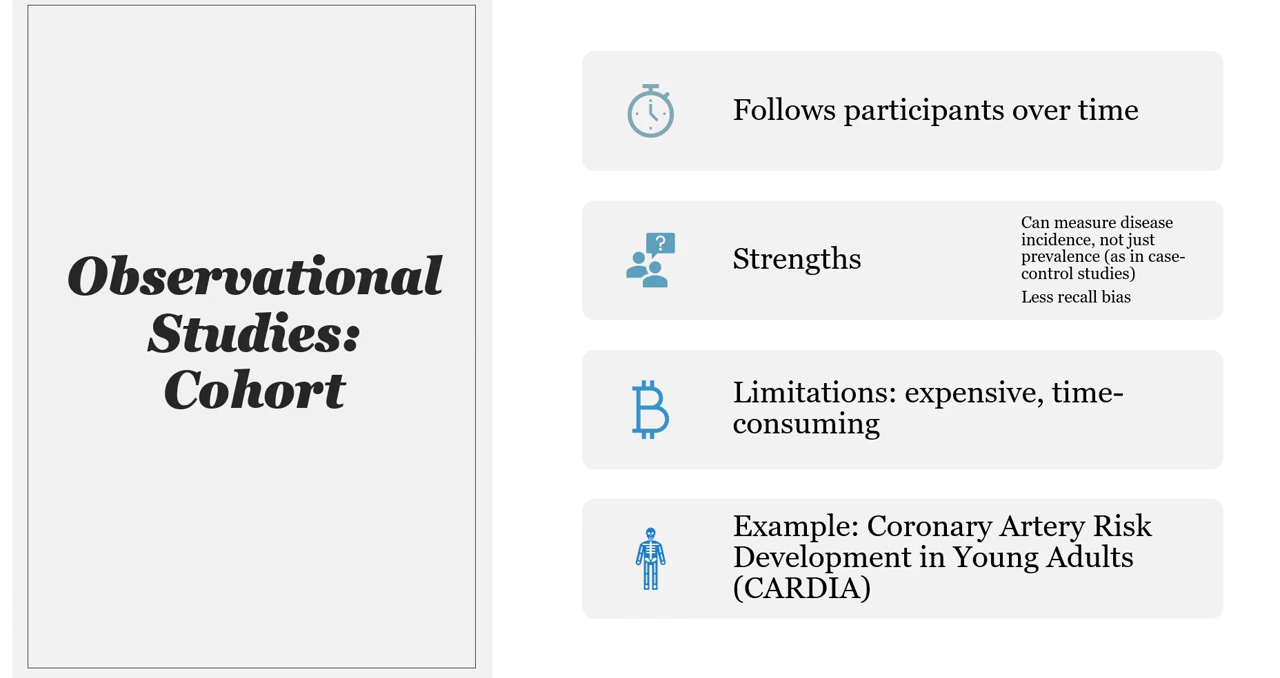 Observational
Studies:
Cohort
Follows participants over time
?
Strengths
Can measure disease
incidence, not just
prevalence (as in case-
control studies)
Less recall bias
Limitations: expensive, time-
consuming
Example: Coronary Artery Risk
Development in Young Adults
(CARDIA)